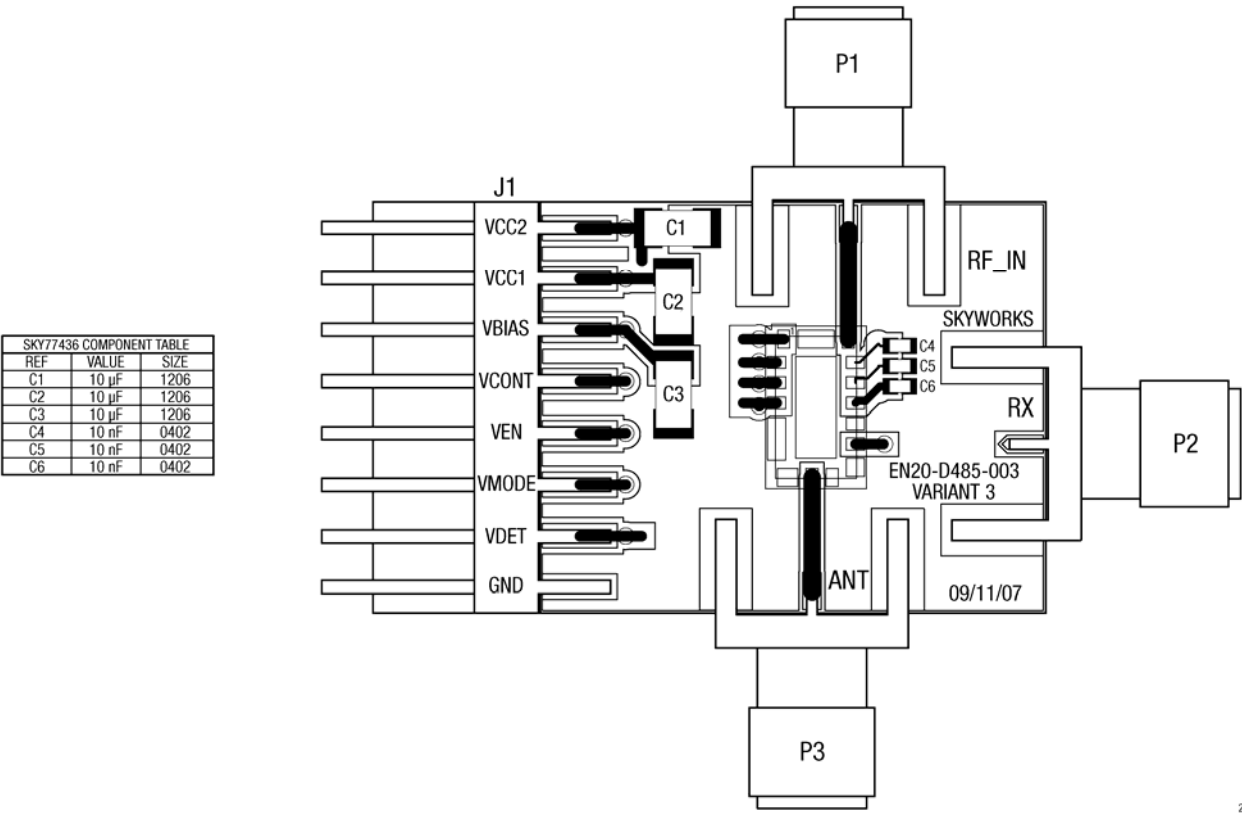 P1
J1
VCC2
C1
VCC1
RF_IN
C2
VBIAS
SKYWORKS
SKY77436 COMPONENT TABLE
REF VALUE SIZE
C1 10 µF 1206
C2 10 µF 1206
C3 10 µF 1206
C4 10 nF 0402
C5 10 nF 0402
C6 10 nF 0402
C4
C5
C6
VCONT
C3
RX
VEN
P2
EN20-D485-003
VARIANT 3
VMODE
VDET
ANT
GND
09/11/07
P3
2